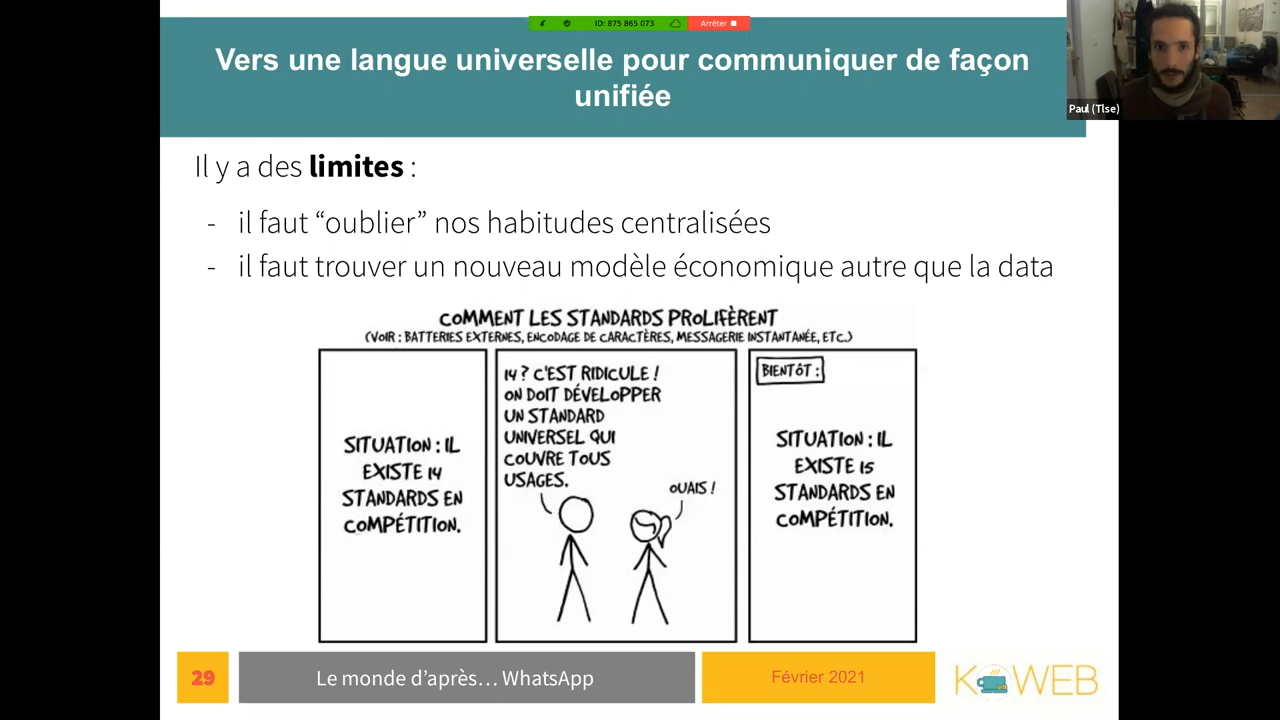 ID: 875 865 073
Arrêter
Vers une langue universelle pour communiquer de façon
unifiée
Paul (Tlse)
Il y a des limites :
- il faut “oublier” nos habitudes centralisées
- il faut trouver un nouveau modèle économique autre que la data
COMMENT LES STANDARDS PROLIFÈRENT
(VOIR : BATTERIES EXTERNES, ENCODAGE DE CARACTÈRES, MESSAGERIE INSTANTANÉE, ETC.)
SITUATION : IL
EXISTE 14
STANDARDS EN
COMPÉTITION.
14 ? C'EST RIDICULE !
ON DOIT DÉVELOPPER
UN STANDARD
UNIVERSEL QUI
COUVRE TOUS
USAGES.
OUAIS !
BIENTÔT :
SITUATION : IL
EXISTE 15
STANDARDS EN
COMPÉTITION.
29
Le monde d’après… WhatsApp
Février 2021
K WEB